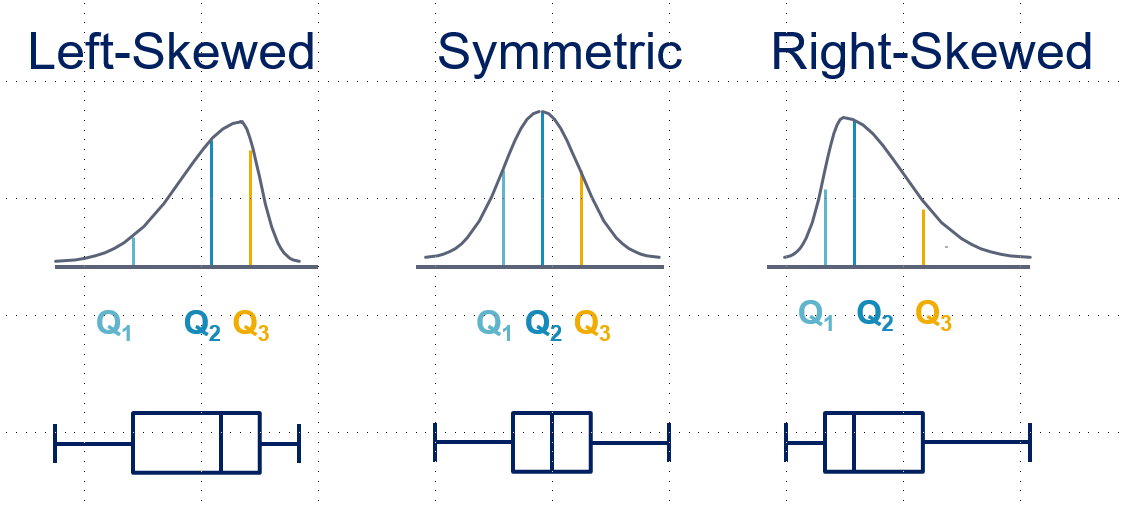 Left-Skewed Symmetric Right-Skewed
Q1 Q2 Q3 Q1 Q2 Q3 Q1 Q2 Q3